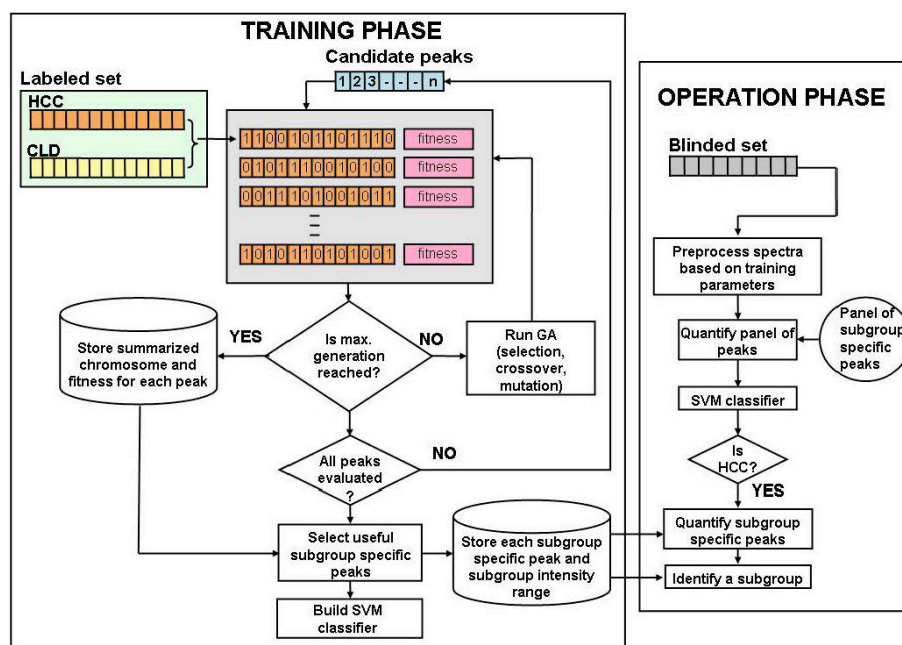 TRAINING PHASE
Candidate peaks
1 2 3 - - - n
Labeled set
HCC
CLD
1 1 0 0 1 0 1 1 0 1 1 1 0
fitness
0 1 0 1 1 0 1 0 0 1 0 1 0 0
fitness
0 0 1 1 1 0 1 0 0 1 0 1 1
fitness
1 0 1 0 1 1 0 1 0 1 0 0 1
fitness
Is max.
generation
reached?
YES
NO
Run GA
(selection,
crossover,
mutation)
Store summarized
chromosome and
fitness for each peak
All peaks
evaluated
?
NO
Select useful
subgroup specific
peaks
Build SVM
classifier
Store each subgroup
specific peak and
subgroup intensity
range
OPERATION PHASE
Blinded set
Preprocess spectra
based on training
parameters
Quantify panel of
peaks
Panel of
subgroup
specific
peaks
SVM classifier
Is
HCC?
YES
Quantify subgroup
specific peaks
Identify a subgroup